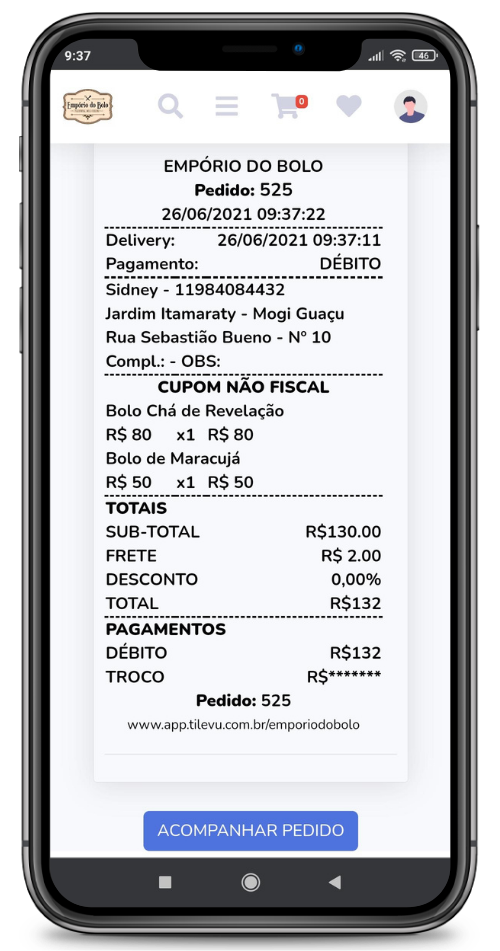 9:37
46
Empório do Bolo
0
EMPÓRIO DO BOLO
Pedido: 525
26/06/2021 09:37:22
Delivery: 26/06/2021 09:37:11
Pagamento: DÉBITO
Sidney - 11984084432
Jardim Itamaraty - Mogi Guaçu
Rua Sebastião Bueno - Nº 10
Compl.: - OBS:
CUPOM NÃO FISCAL
Bolo Chá de Revelação
R$ 80 x1 R$ 80
Bolo de Maracujá
R$ 50 x1 R$ 50
TOTAIS
SUB-TOTAL R$130.00
FRETE R$ 2.00
DESCONTO 0,00%
TOTAL R$132
PAGAMENTOS
DÉBITO R$132
TROCO R$*******
Pedido: 525
www.app.tilevu.com.br/emporiodobolo
ACOMPANHAR PEDIDO